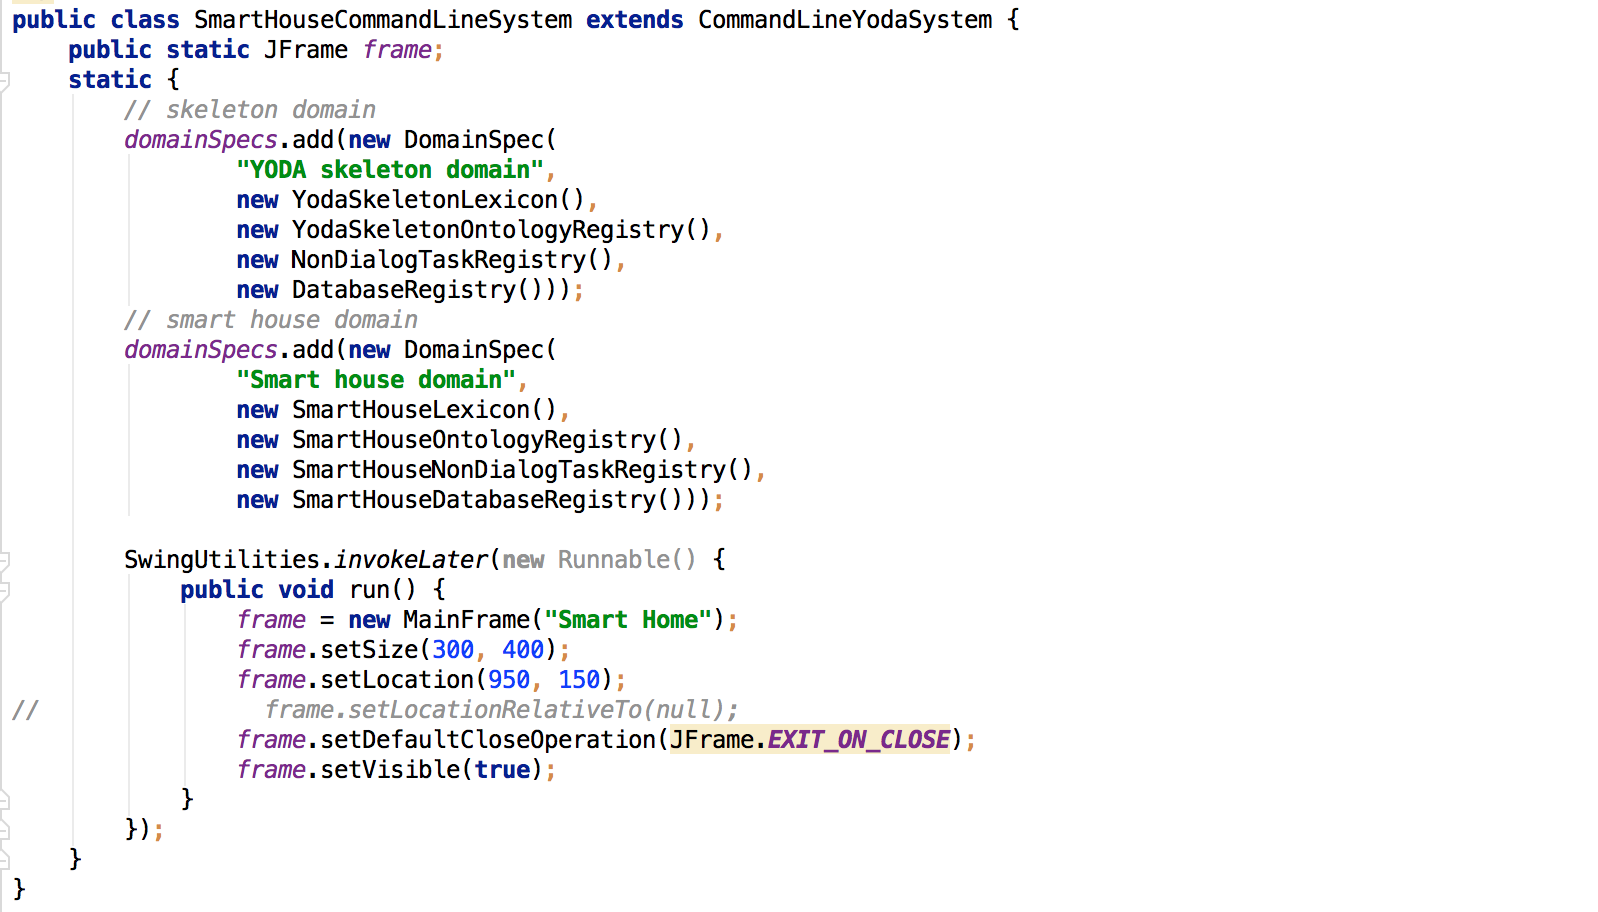 public class SmartHouseCommandLineSystem extends CommandLineYodaSystem {
    public static JFrame frame;
    static {
        // skeleton domain
        domainSpecs.add(new DomainSpec(
                "YODA skeleton domain",
                new YodaSkeletonLexicon(),
                new YodaSkeletonOntologyRegistry(),
                new NonDialogTaskRegistry(),
                new DatabaseRegistry()));
        // smart house domain
        domainSpecs.add(new DomainSpec(
                "Smart house domain",
                new SmartHouseLexicon(),
                new SmartHouseOntologyRegistry(),
                new SmartHouseNonDialogTaskRegistry(),
                new SmartHouseDatabaseRegistry()));

        SwingUtilities.invokeLater(new Runnable() {
            public void run() {
                frame = new MainFrame("Smart Home");
                frame.setSize(300, 400);
                frame.setLocation(950, 150);
//                frame.setLocationRelativeTo(null);
                frame.setDefaultCloseOperation(JFrame.EXIT_ON_CLOSE);
                frame.setVisible(true);
            }
        });
    }
}